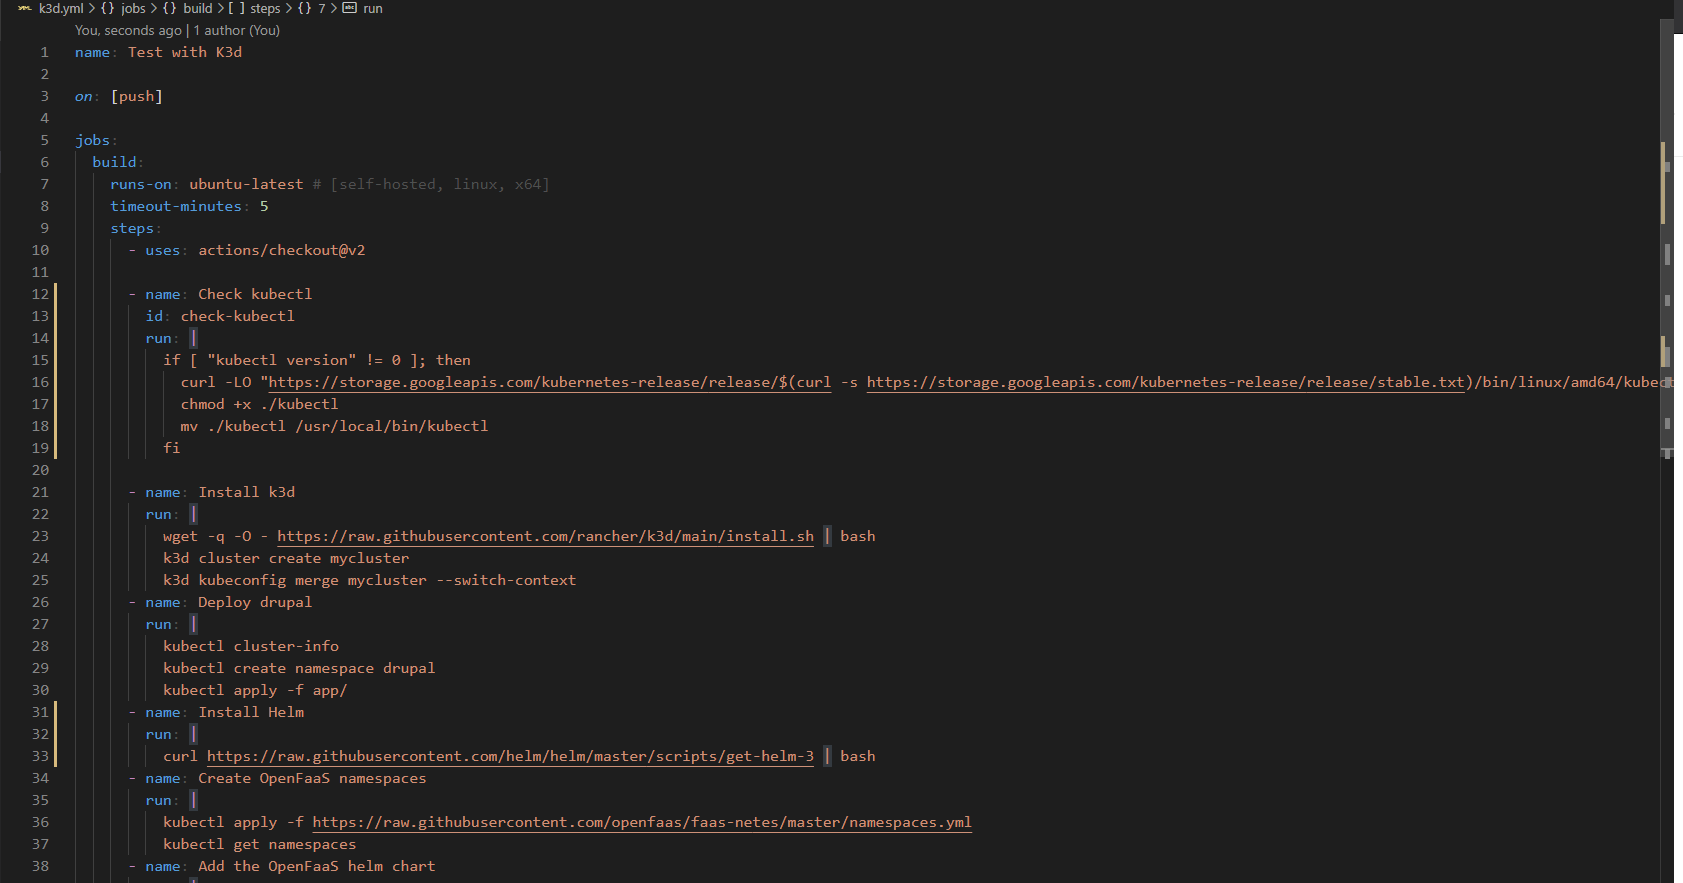 k3d.yml > {} jobs > {} build > [ ] steps > {} 7 > abc run
You, seconds ago | 1 author (You)
1 name: Test with K3d
2
3 on: [push]
4
5 jobs:
6 build:
7 runs-on: ubuntu-latest # [self-hosted, linux, x64]
8 timeout-minutes: 5
9 steps:
10 - uses: actions/checkout@v2
11
12 - name: Check kubectl
13 id: check-kubectl
14 run: |
15 if [ "kubectl version" != 0 ]; then
16 curl -LO "https://storage.googleapis.com/kubernetes-release/release/$(curl -s https://storage.googleapis.com/kubernetes-release/release/stable.txt)/bin/linux/amd64/kubect
17 chmod +x ./kubectl
18 mv ./kubectl /usr/local/bin/kubectl
19 fi
20
21 - name: Install k3d
22 run: |
23 wget -q -O - https://raw.githubusercontent.com/rancher/k3d/main/install.sh | bash
24 k3d cluster create mycluster
25 k3d kubeconfig merge mycluster --switch-context
26 - name: Deploy drupal
27 run: |
28 kubectl cluster-info
29 kubectl create namespace drupal
30 kubectl apply -f app/
31 - name: Install Helm
32 run: |
33 curl https://raw.githubusercontent.com/helm/helm/master/scripts/get-helm-3 | bash
34 - name: Create OpenFaaS namespaces
35 run: |
36 kubectl apply -f https://raw.githubusercontent.com/openfaas/faas-netes/master/namespaces.yml
37 kubectl get namespaces
38 - name: Add the OpenFaaS helm chart